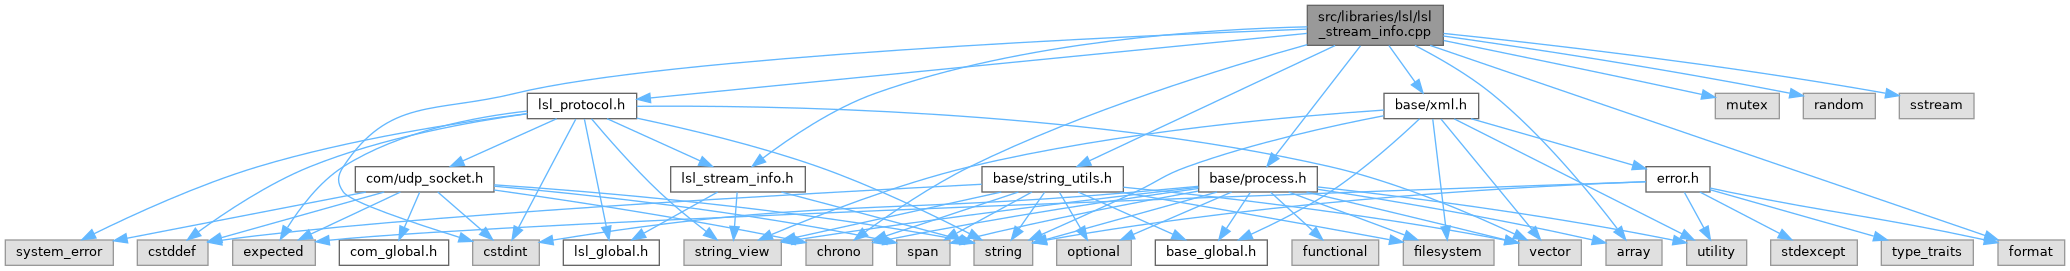 src/libraries/lsl/lsl
_stream_info.cpp
lsl_protocol.h
base/xml.h
mutex
random
sstream
com/udp_socket.h
lsl_stream_info.h
base/string_utils.h
base/process.h
error.h
system_error
cstddef
expected
com_global.h
cstdint
lsl_global.h
string_view
chrono
span
string
optional
base_global.h
functional
filesystem
vector
array
utility
stdexcept
type_traits
format